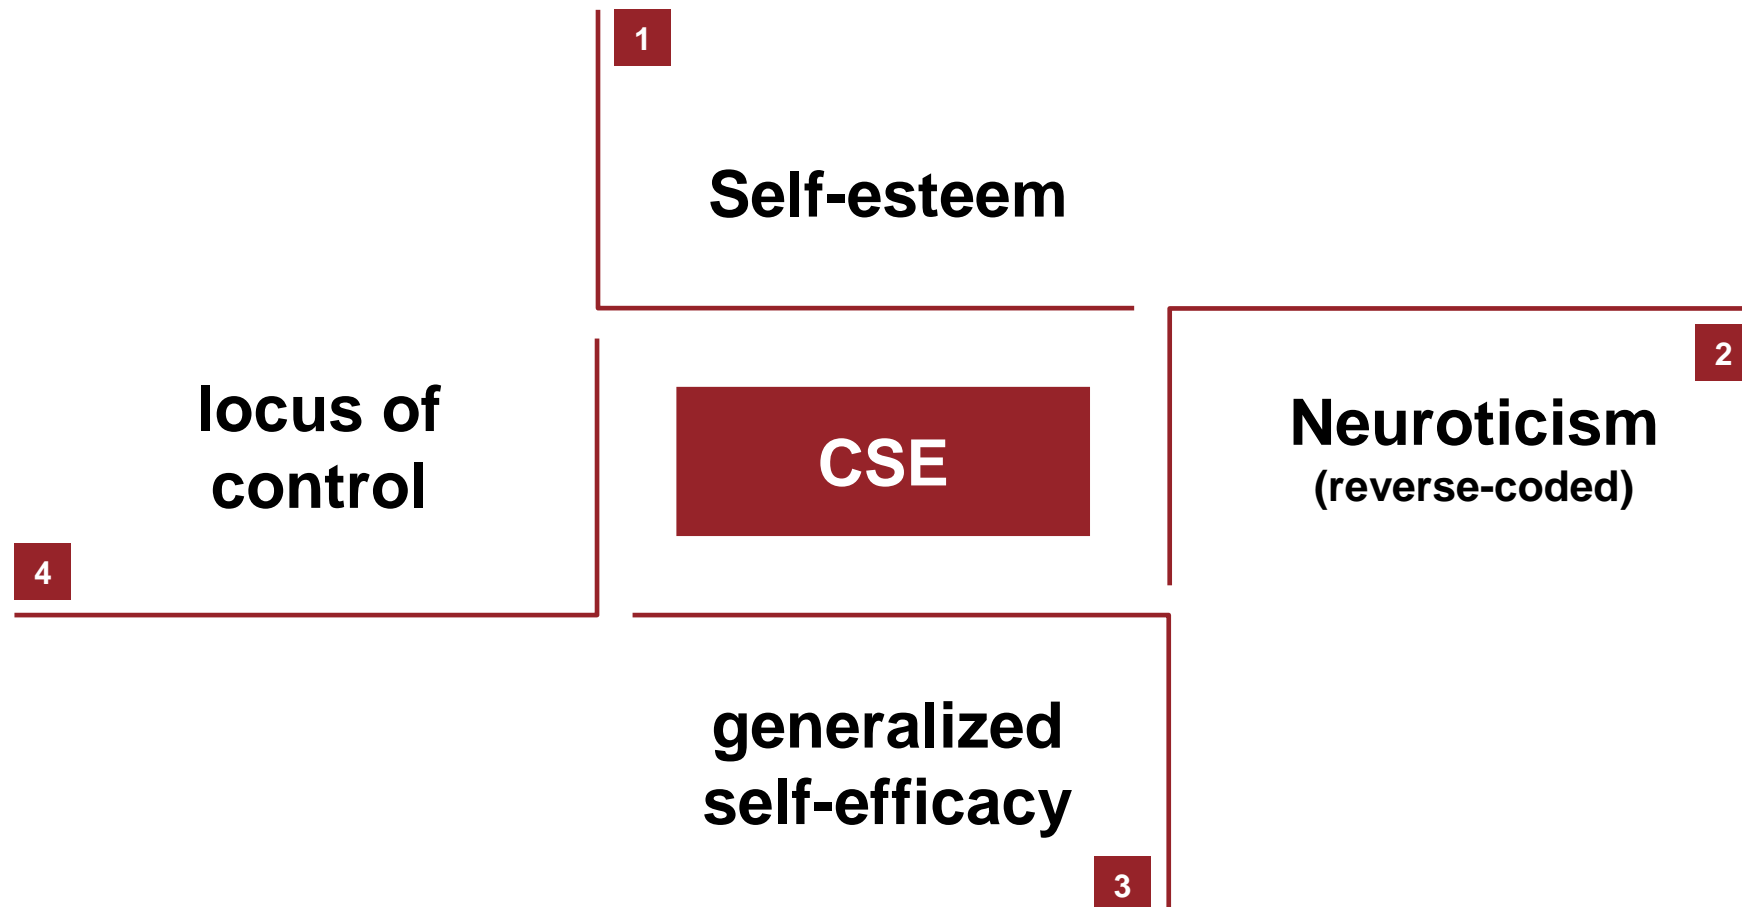 1
Self-esteem
2
Neuroticism
(reverse-coded)
locus of
control
4
CSE
generalized
self-efficacy
3